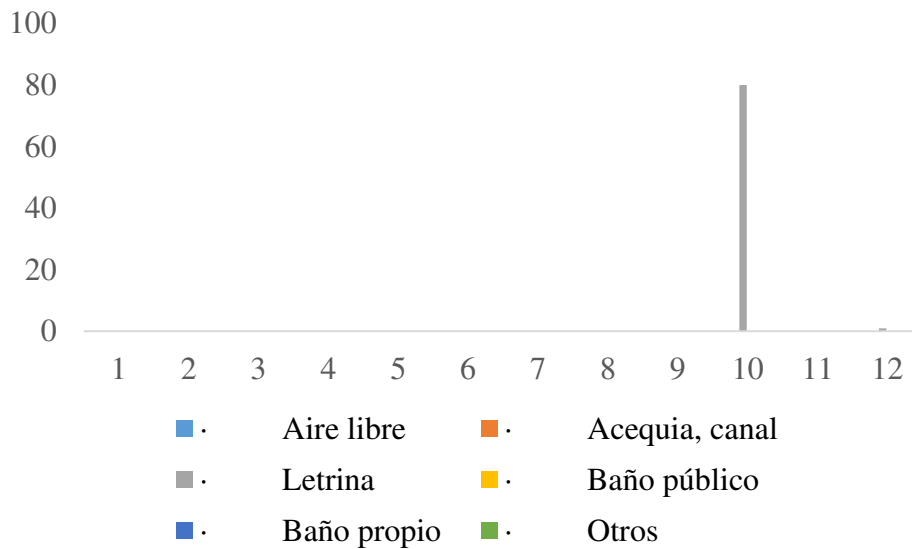 100
80
60
40
20
0
1 2 3 4 5 6 7 8 9 10 11 12
· Aire libre · Acequia, canal
· Letrina · Baño público
· Baño propio · Otros